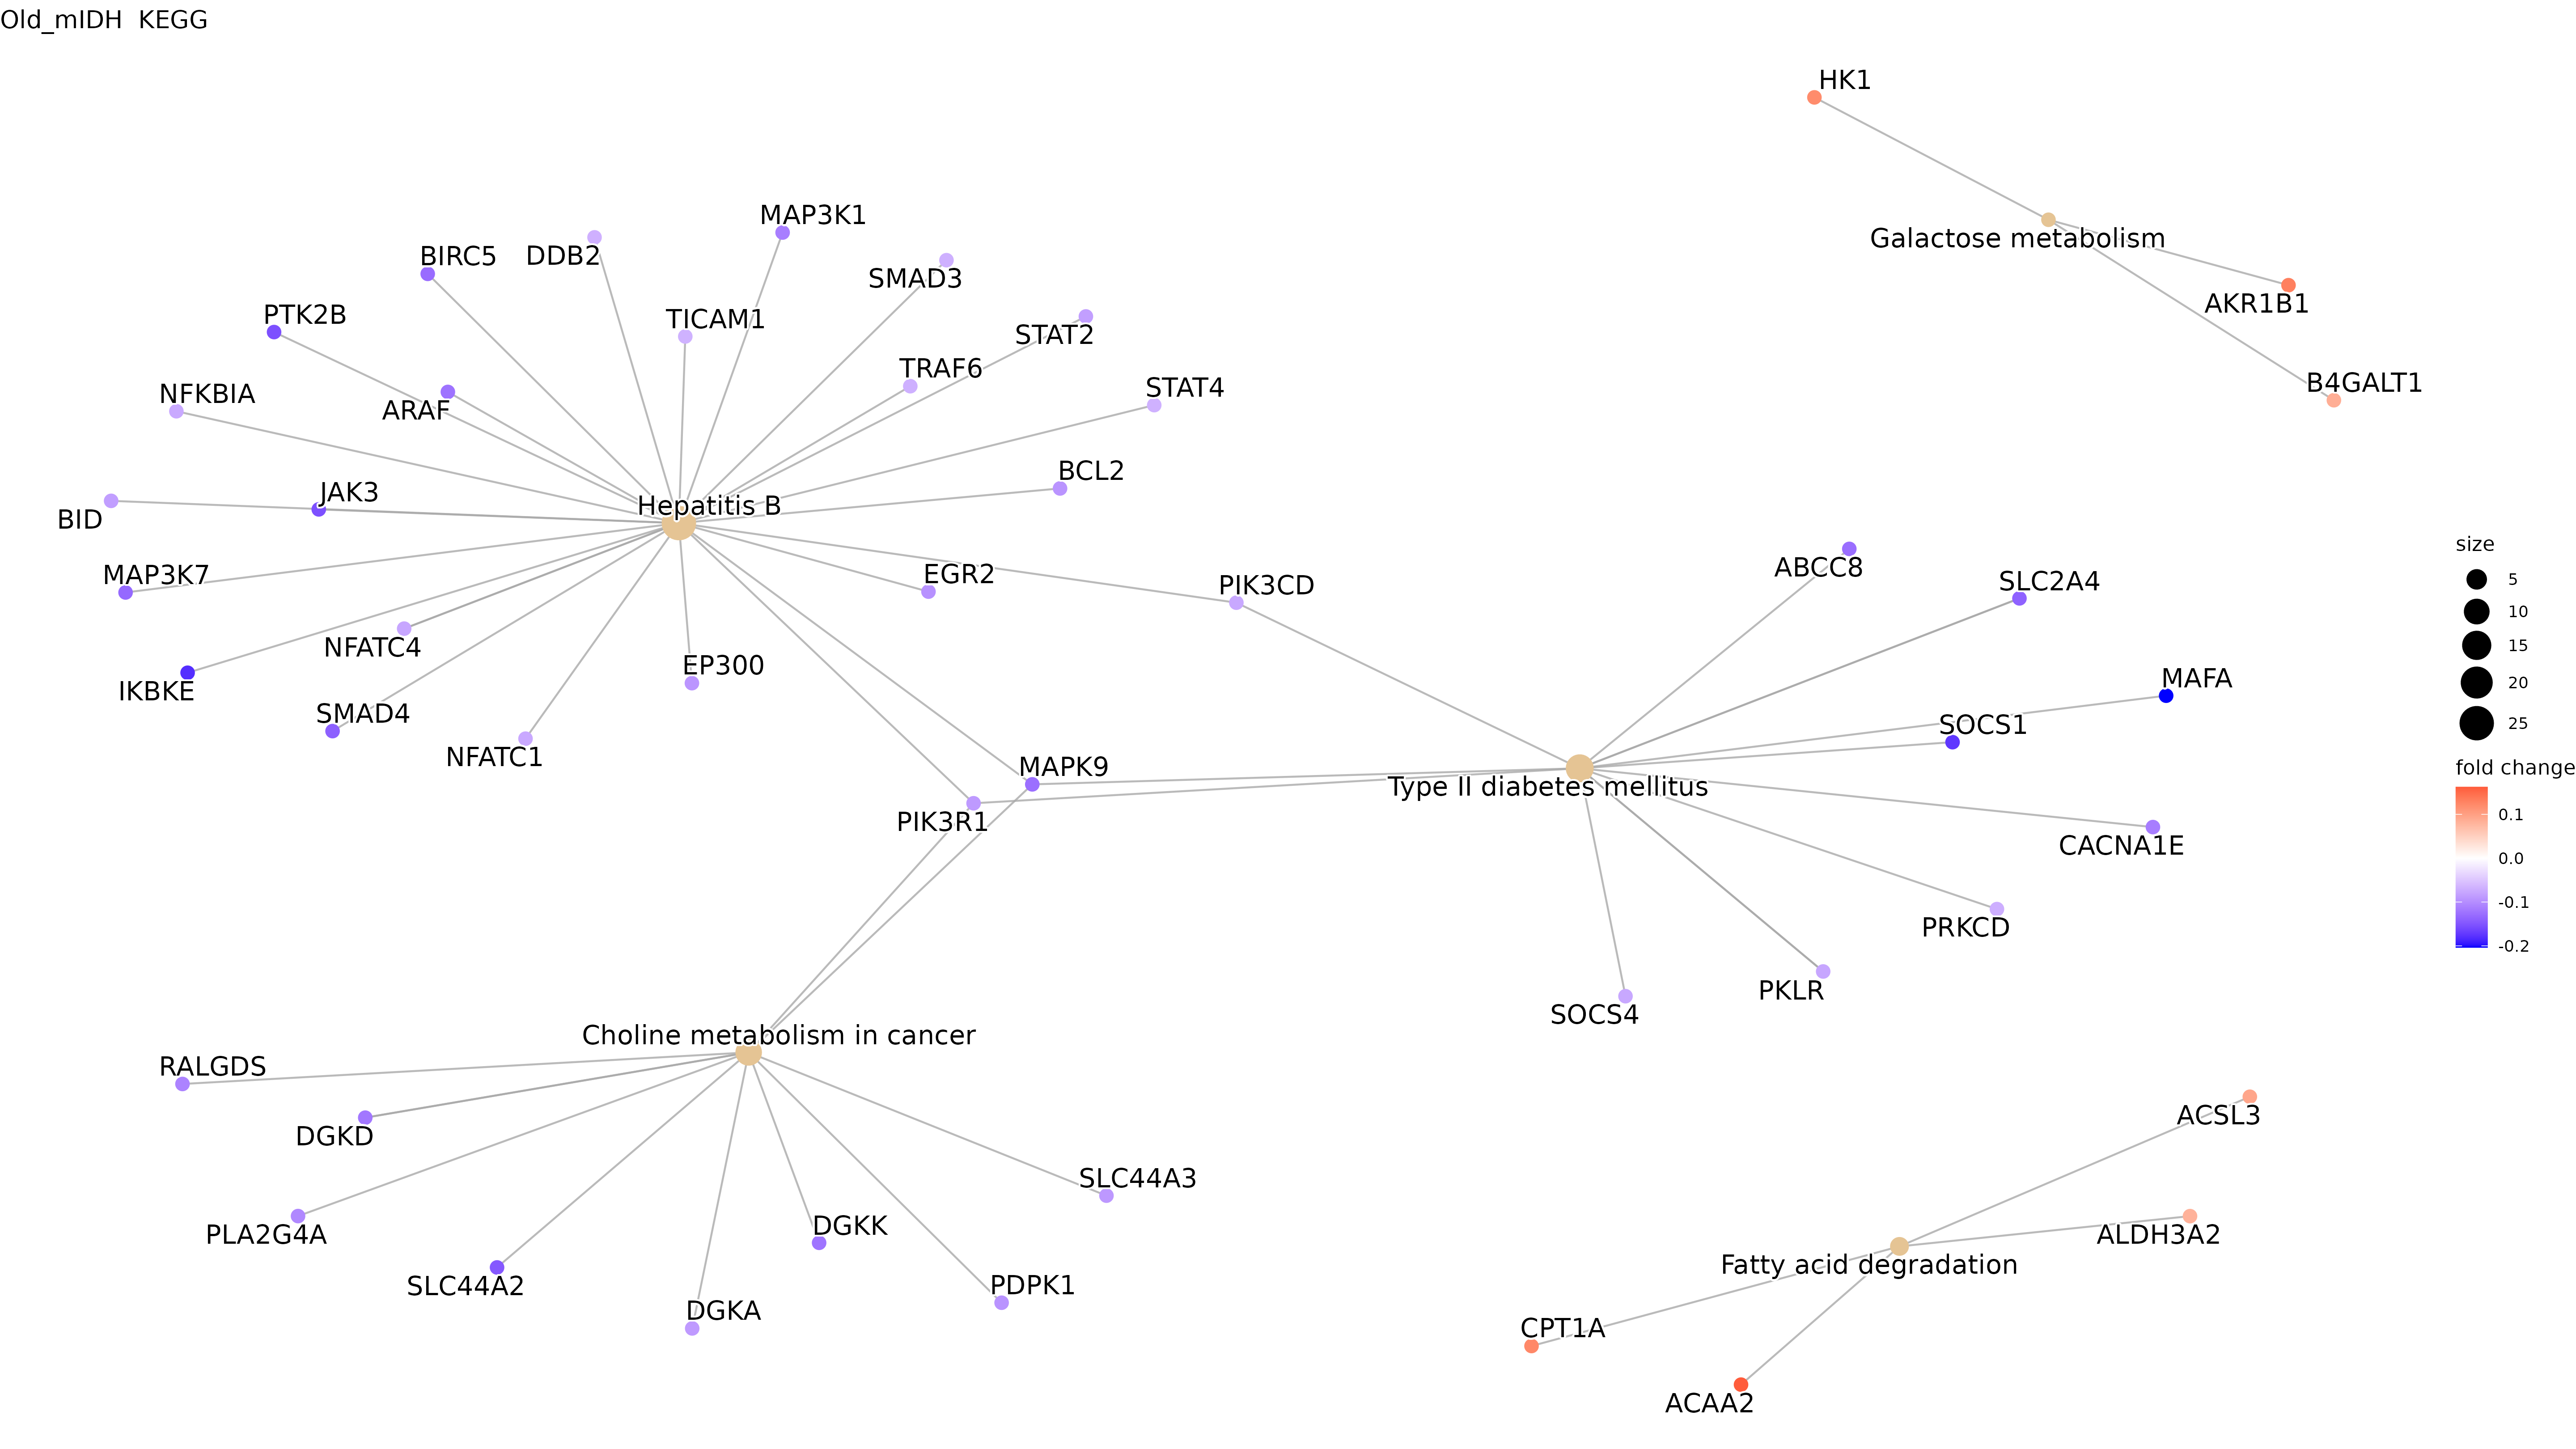 Old_mIDH  KEGG
HK1
MAP3K1
Galactose metabolism
BIRC5
DDB2
SMAD3
AKR1B1
PTK2B
TICAM1
STAT2
TRAF6
B4GALT1
STAT4
NFKBIA
ARAF
BCL2
JAK3
Hepatitis B
BID
size
5
10
15
20
25
ABCC8
MAP3K7
EGR2
SLC2A4
PIK3CD
NFATC4
EP300
MAFA
IKBKE
SMAD4
SOCS1
NFATC1
MAPK9
fold change
0.1
0.0
-0.1
-0.2
Type II diabetes mellitus
PIK3R1
CACNA1E
PRKCD
PKLR
SOCS4
Choline metabolism in cancer
RALGDS
ACSL3
DGKD
SLC44A3
DGKK
PLA2G4A
ALDH3A2
Fatty acid degradation
SLC44A2
PDPK1
DGKA
CPT1A
ACAA2